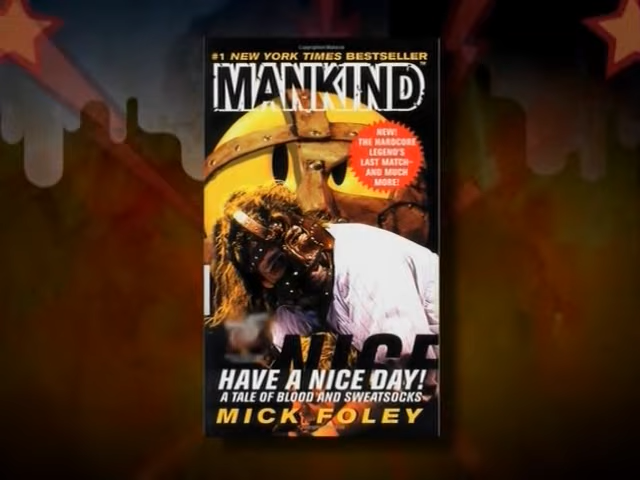 #1 NEW YORK TIMES BESTSELLER
MANKIND
NEW!
THE HARDCORE
LEGEND'S
LAST MATCH—
AND MUCH
MORE!
NICE
HAVE A NICE DAY!
A TALE OF BLOOD AND SWEATSOCKS
MICK FOLEY